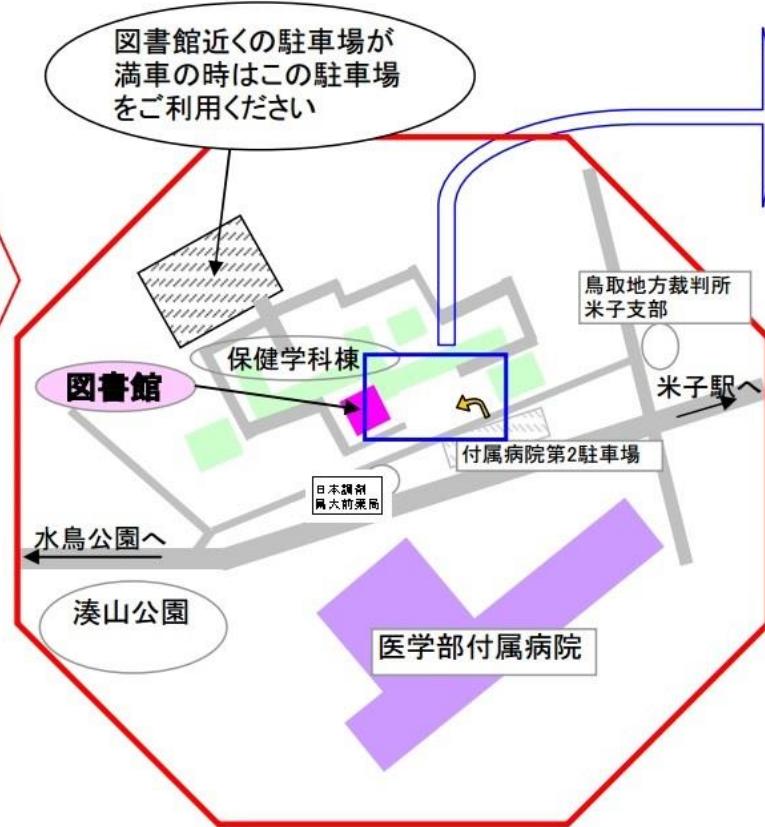 図書館近くの駐車場が
満車の時はこの駐車場
をご利用ください
鳥取地方裁判所
米子支部
保健学科棟
図書館
米子駅へ
付属病院第2駐車場
日本調剤
鳥大前薬局
水鳥公園へ
湊山公園
医学部付属病院